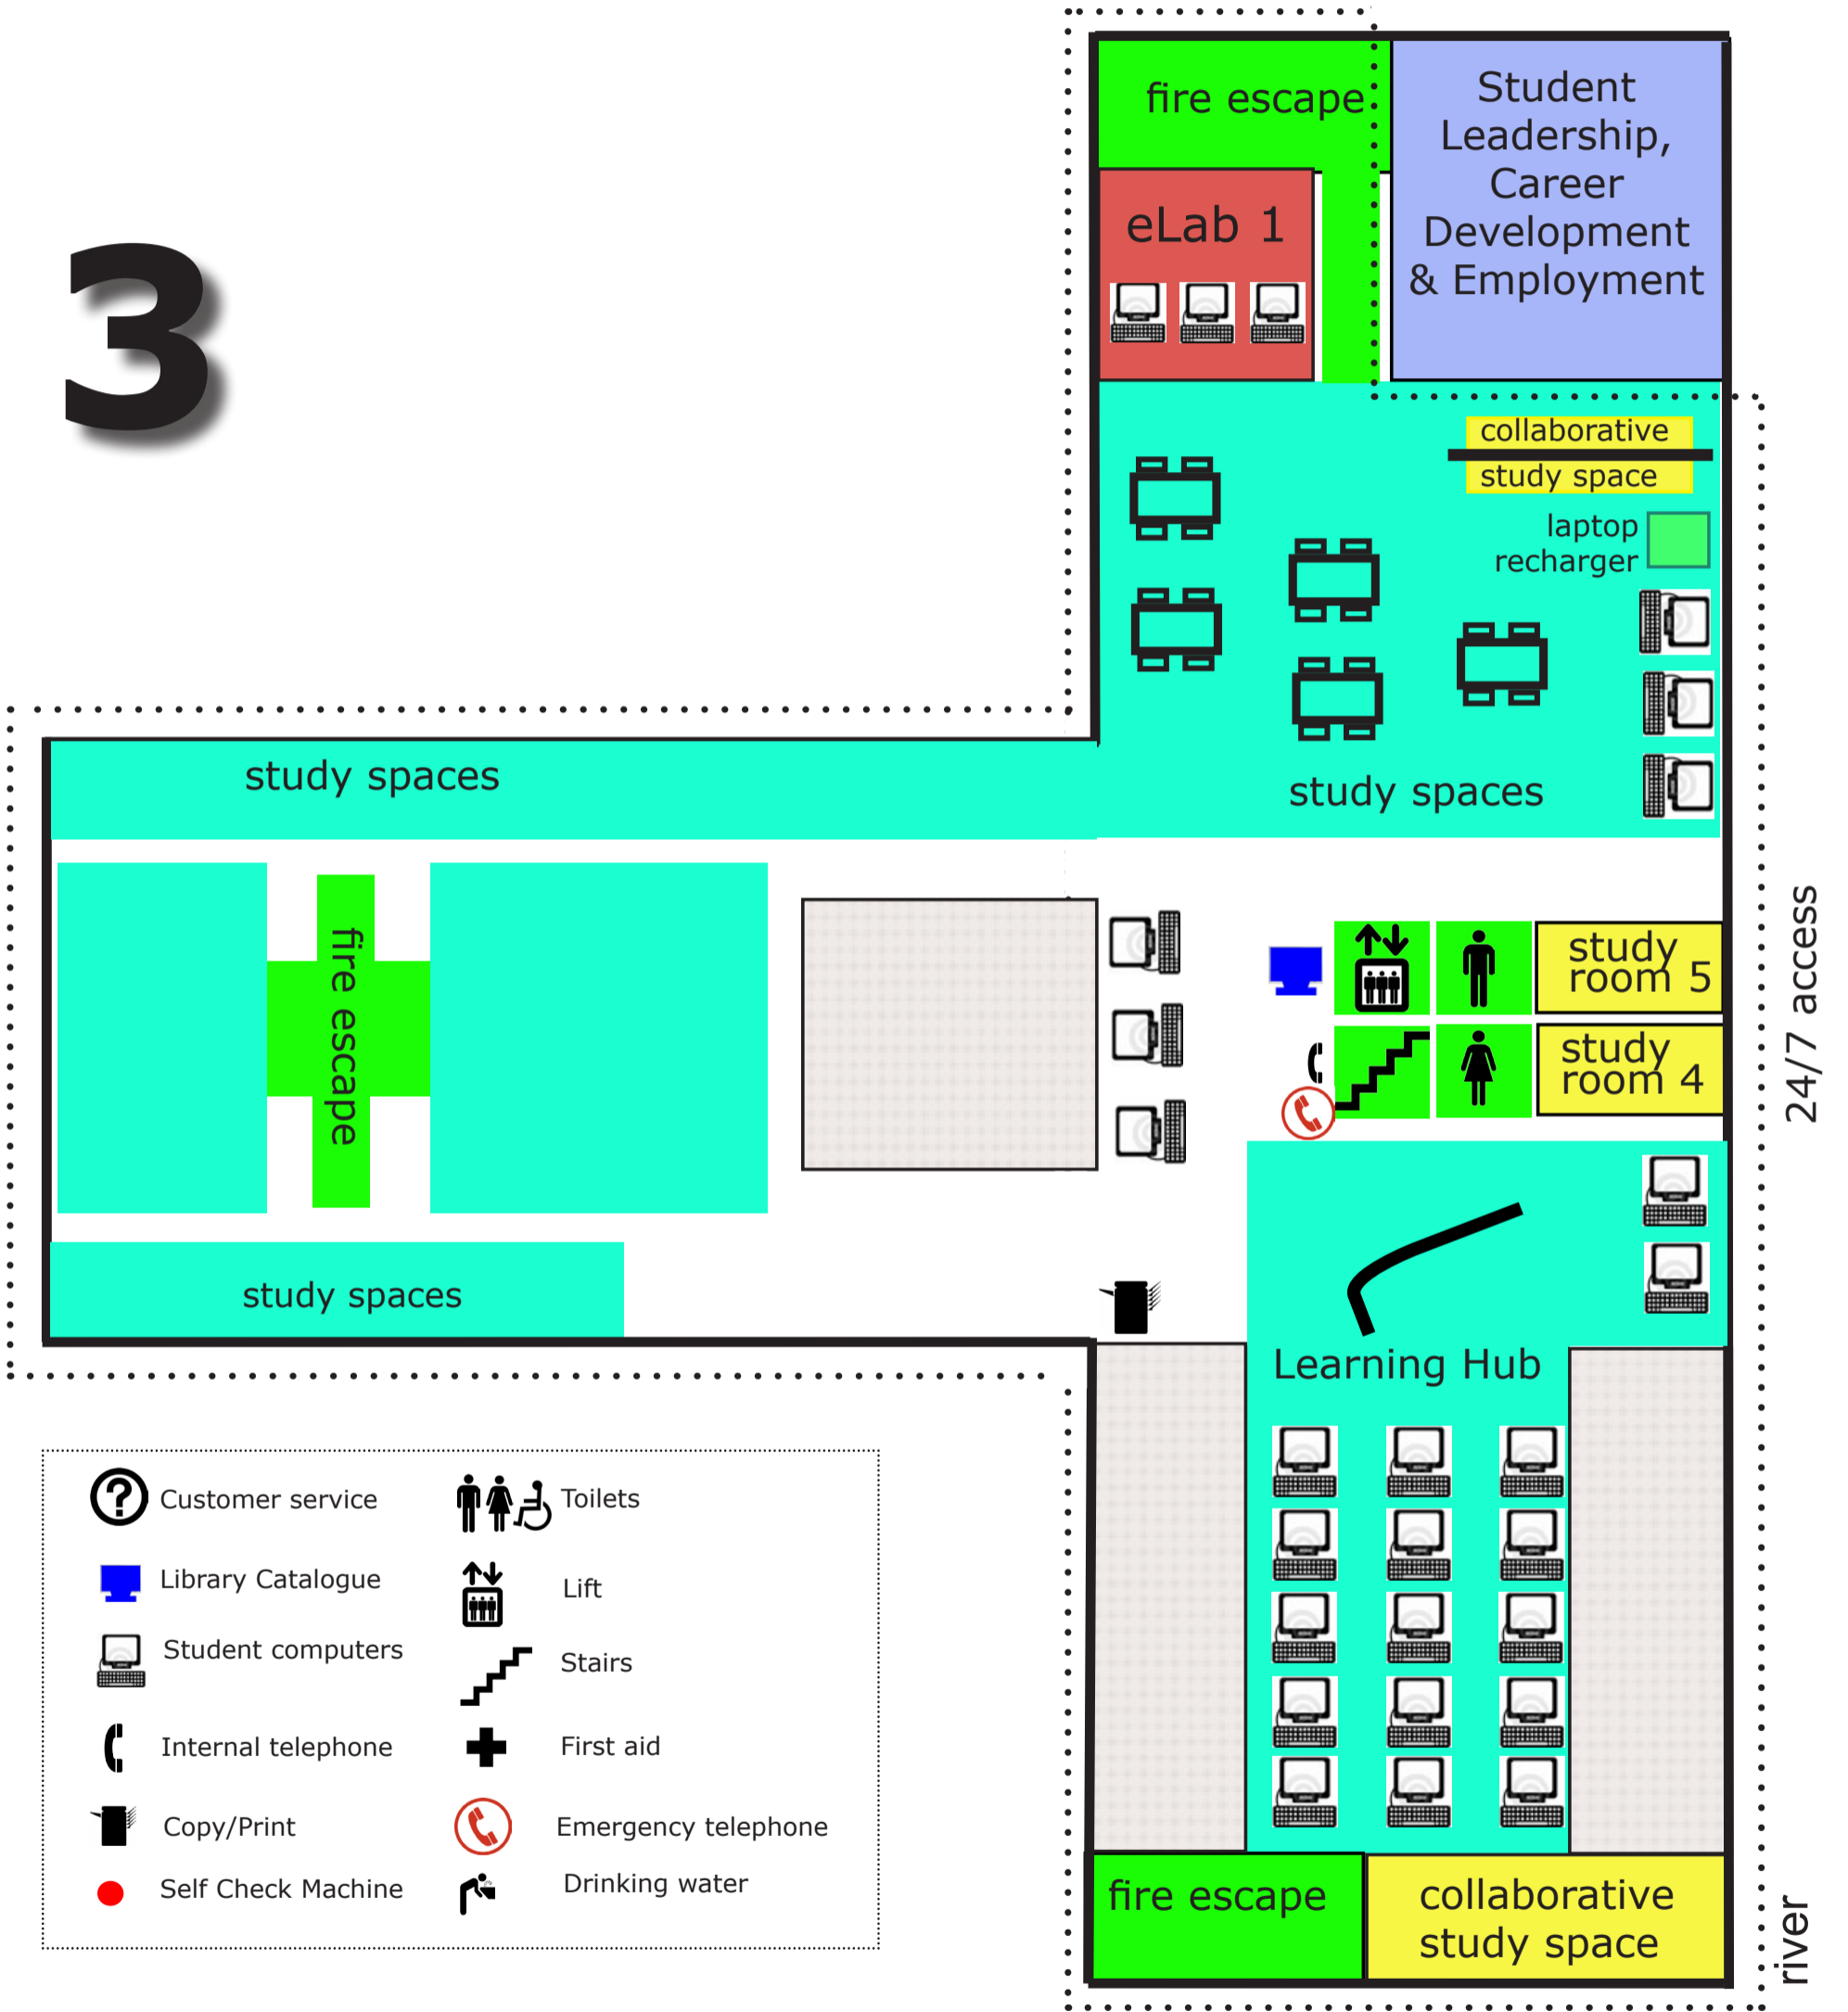 3
fire escape
Student
Leadership,
Career
Development
& Employment
eLab 1
collaborative
study space
laptop
recharger
study spaces
study spaces
fire escape
study
room 5
study
room 4
24/7 access
study spaces
Learning Hub
fire escape
collaborative
study space
river
Customer service
Toilets
Library Catalogue
Lift
Student computers
Stairs
Internal telephone
First aid
Copy/Print
Emergency telephone
Self Check Machine
Drinking water